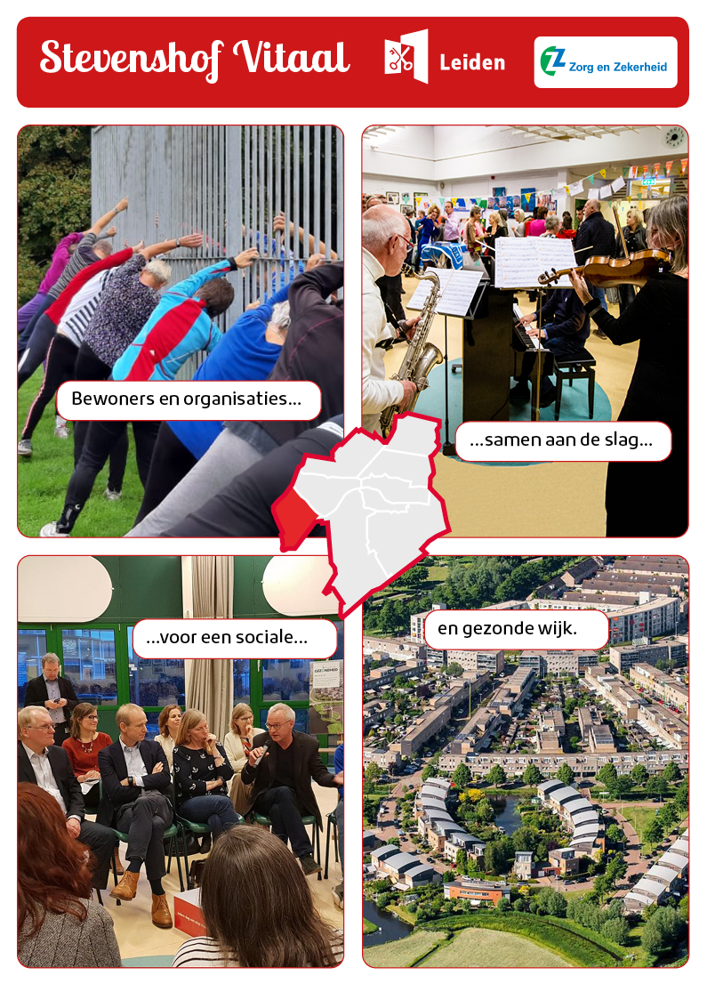 Stevenshof Vitaal
Leiden
Zorg en Zekerheid
Bewoners en organisaties...
...samen aan de slag...
...voor een sociale...
GEZONDHEID
en gezonde wijk.